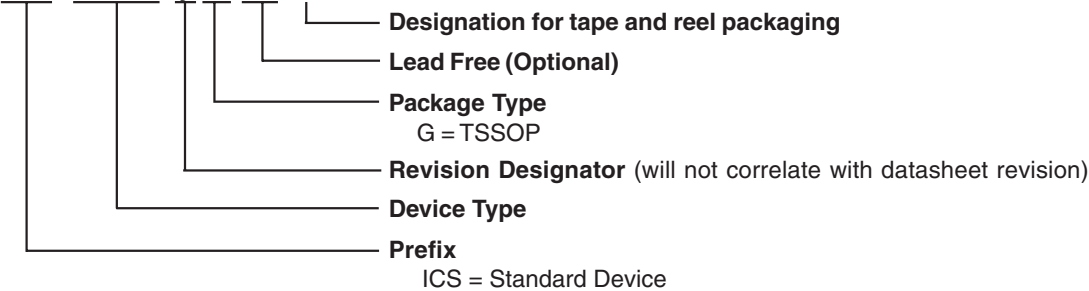 Designation for tape and reel packaging
Lead Free (Optional)
Package Type
G = TSSOP
Revision Designator (will not correlate with datasheet revision)
Device Type
Prefix
ICS = Standard Device